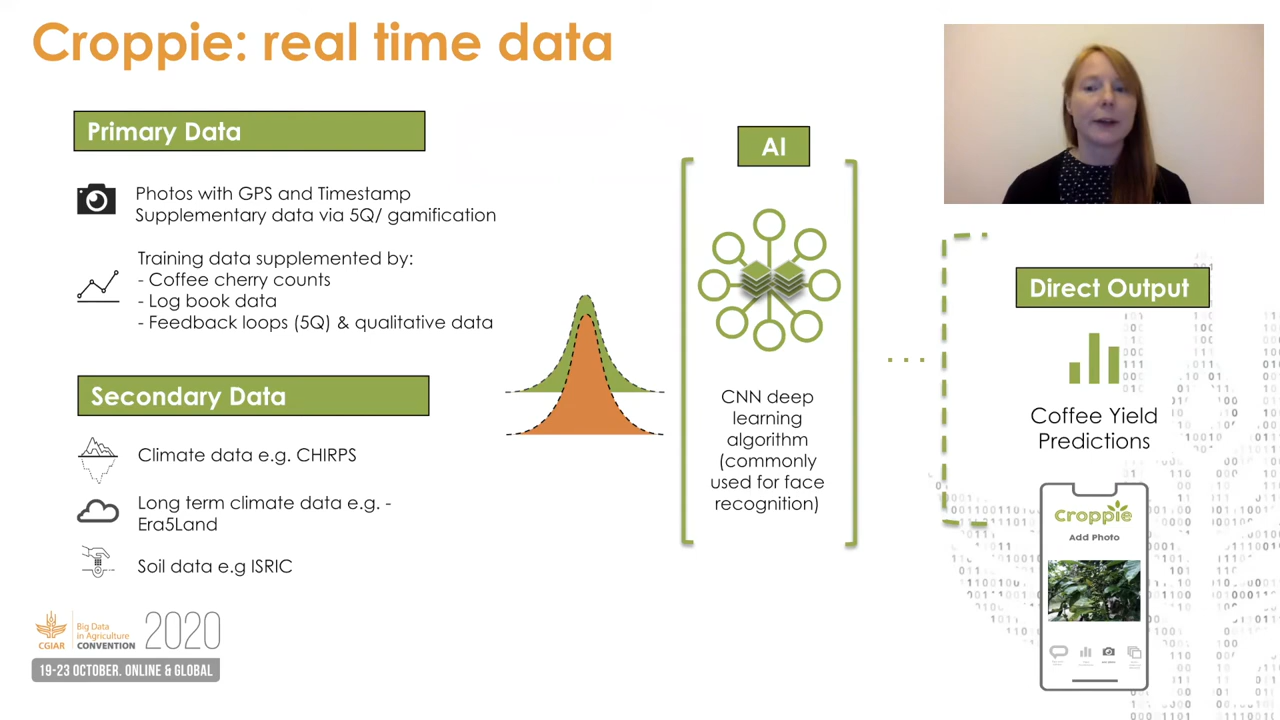 Croppie: real time data
Primary Data
Photos with GPS and Timestamp
Supplementary data via 5Q/ gamification
Training data supplemented by:
- Coffee cherry counts
- Log book data
- Feedback loops (5Q) & qualitative data
Secondary Data
Climate data e.g. CHIRPS
Long term climate data e.g. -
Era5Land
Soil data e.g ISRIC
AI
CNN deep
learning
algorithm
(commonly
used for face
recognition)
Direct Output
Coffee Yield
Predictions
Croppie
Add Photo
CGIAR
Big Data
in Agriculture
CONVENTION
2020
19-23 OCTOBER. ONLINE & GLOBAL